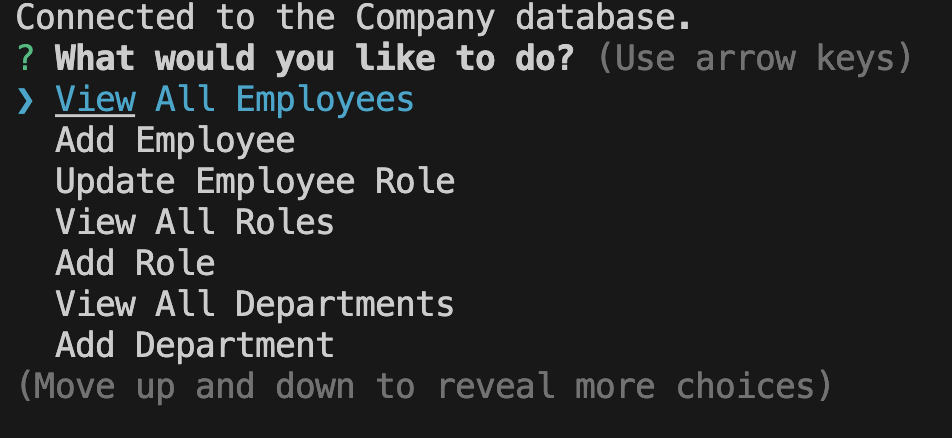 Connected to the Company database.
? What would you like to do? (Use arrow keys)
❯ View All Employees
Add Employee
Update Employee Role
View All Roles
Add Role
View All Departments
Add Department
(Move up and down to reveal more choices)